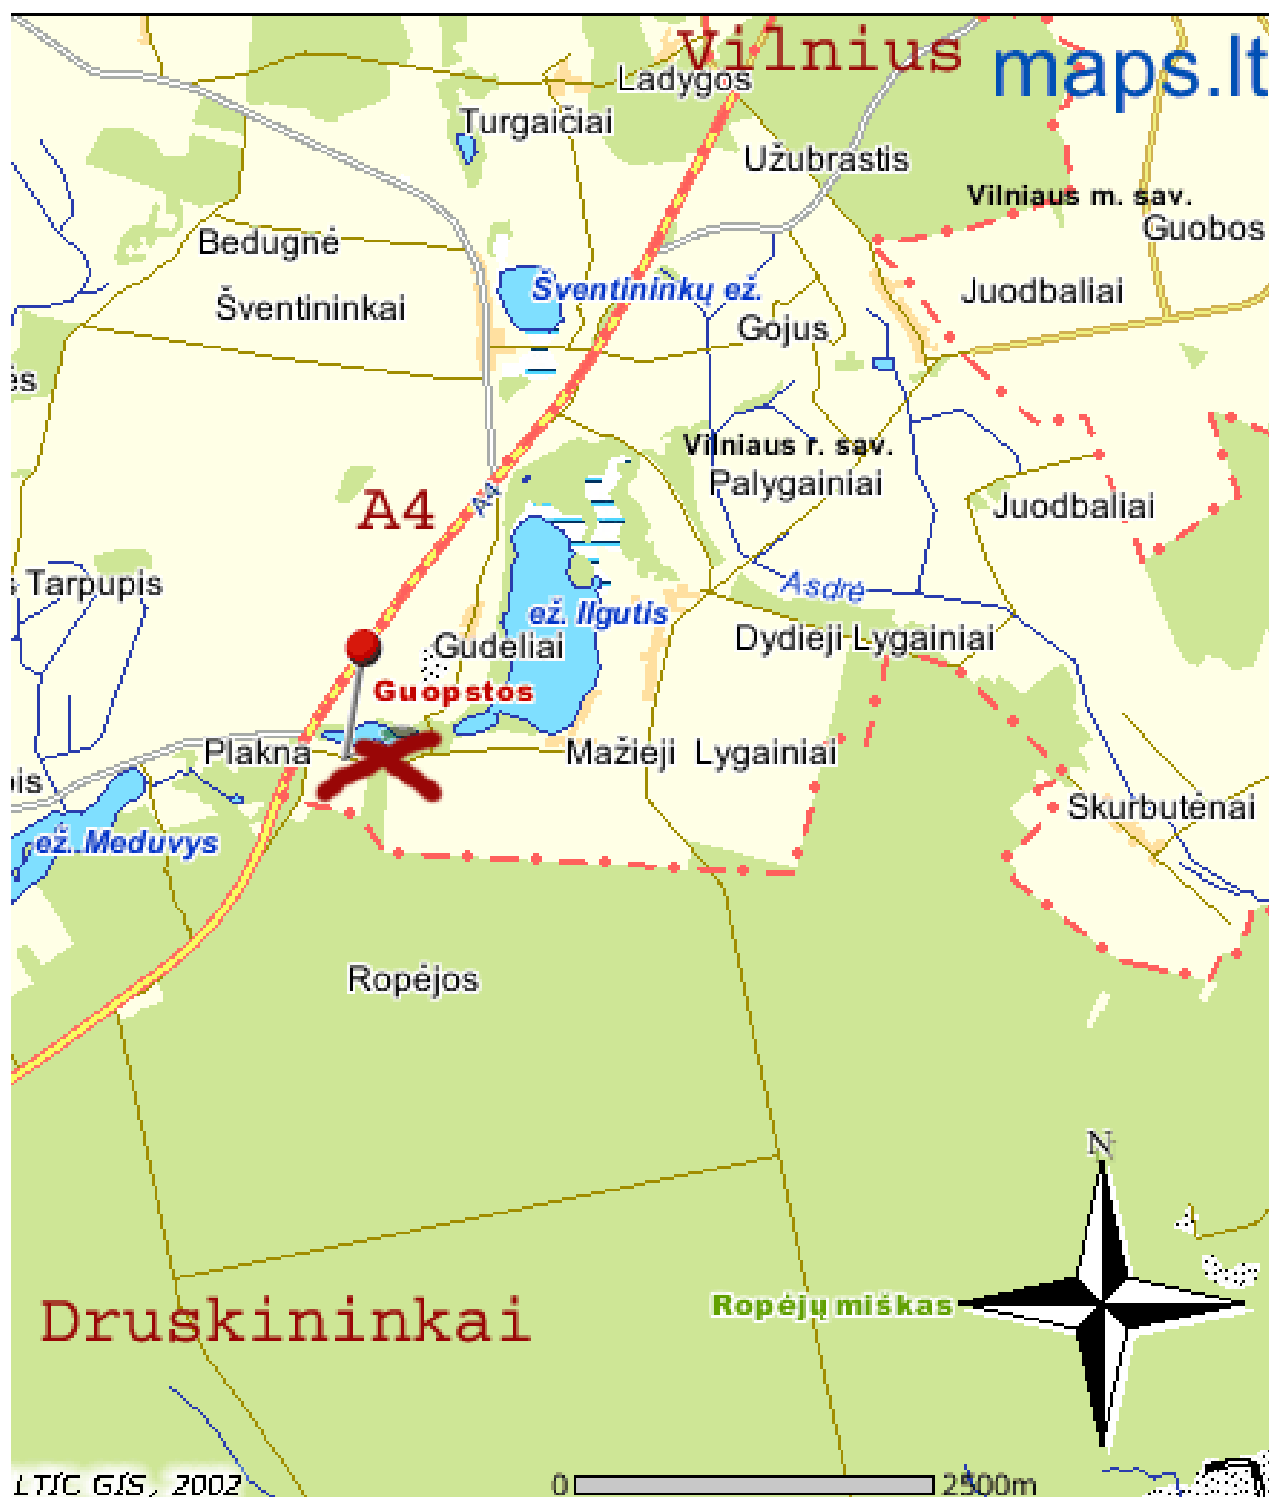 Vilnius
maps.lt
Ladygos
Turgaičiai
Užubrastis
Vilniaus m. sav.
Guobos
Bedugnė
Šventininkų ež.
Juodbaliai
Šventininkai
Gojus
ės
Vilniaus r. sav.
Palygainiai
A4
A4
Juodbaliai
Tarpupis
Asdrė
ež. Ilgutis
Gudeliai
Dydieji Lygainiai
Guopstos
Plakna
Mažieji Lygainiai
is
Skurbutėnai
ež. Meduvys
Ropėjos
N
Ropėjų miškas
Druskininkai
LTIC GIS, 2002
0
2500m